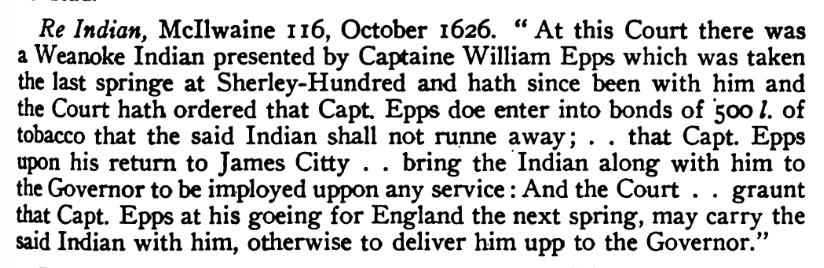 Re Indian, McIlwaine 116, October 1626. “ At this Court there was
a Weanoke Indian presented by Captaine William Epps which was taken
the last springe at Sherley-Hundred and hath since been with him and
the Court hath ordered that Capt. Epps doe enter into bonds of 500 l. of
tobacco that the said Indian shall not runne away; . . that Capt. Epps
upon his return to James Citty . . bring the Indian along with him to
the Governor to be imployed uppon any service : And the Court . . graunt
that Capt. Epps at his goeing for England the next spring, may carry the
said Indian with him, otherwise to deliver him upp to the Governor.”